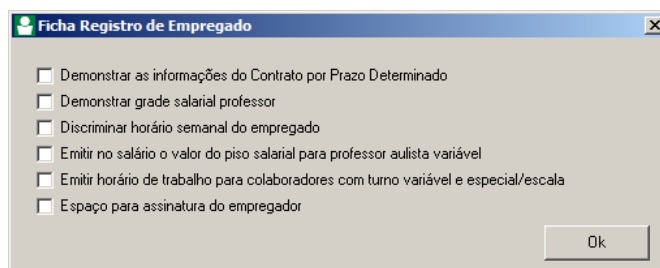 Ficha Registro de Empregado
Demonstrar as informações do Contrato por Prazo Determinado
Demonstrar grade salarial professor
Discriminar horário semanal do empregado
Emitir no salário o valor do piso salarial para professor aulista variável
Emitir horário de trabalho para colaboradores com turno variável e especial/escala
Espaço para assinatura do empregador
Ok